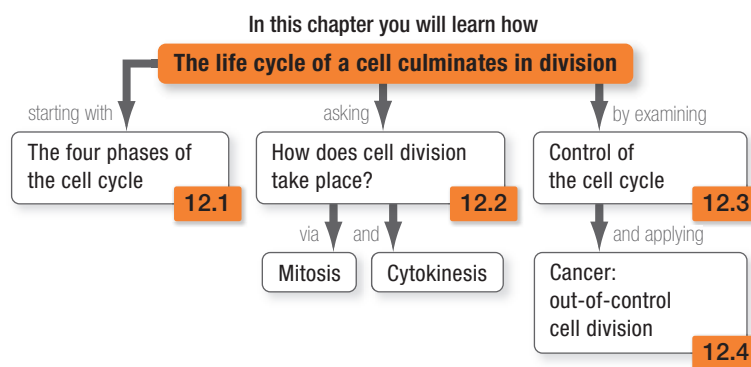 In this chapter you will learn how
The life cycle of a cell culminates in division
starting with
asking
by examining
The four phases of
the cell cycle
12.1
How does cell division
take place?
12.2
Control of
the cell cycle
12.3
via
and
and applying
Mitosis
Cytokinesis
Cancer:
out-of-control
cell division
12.4